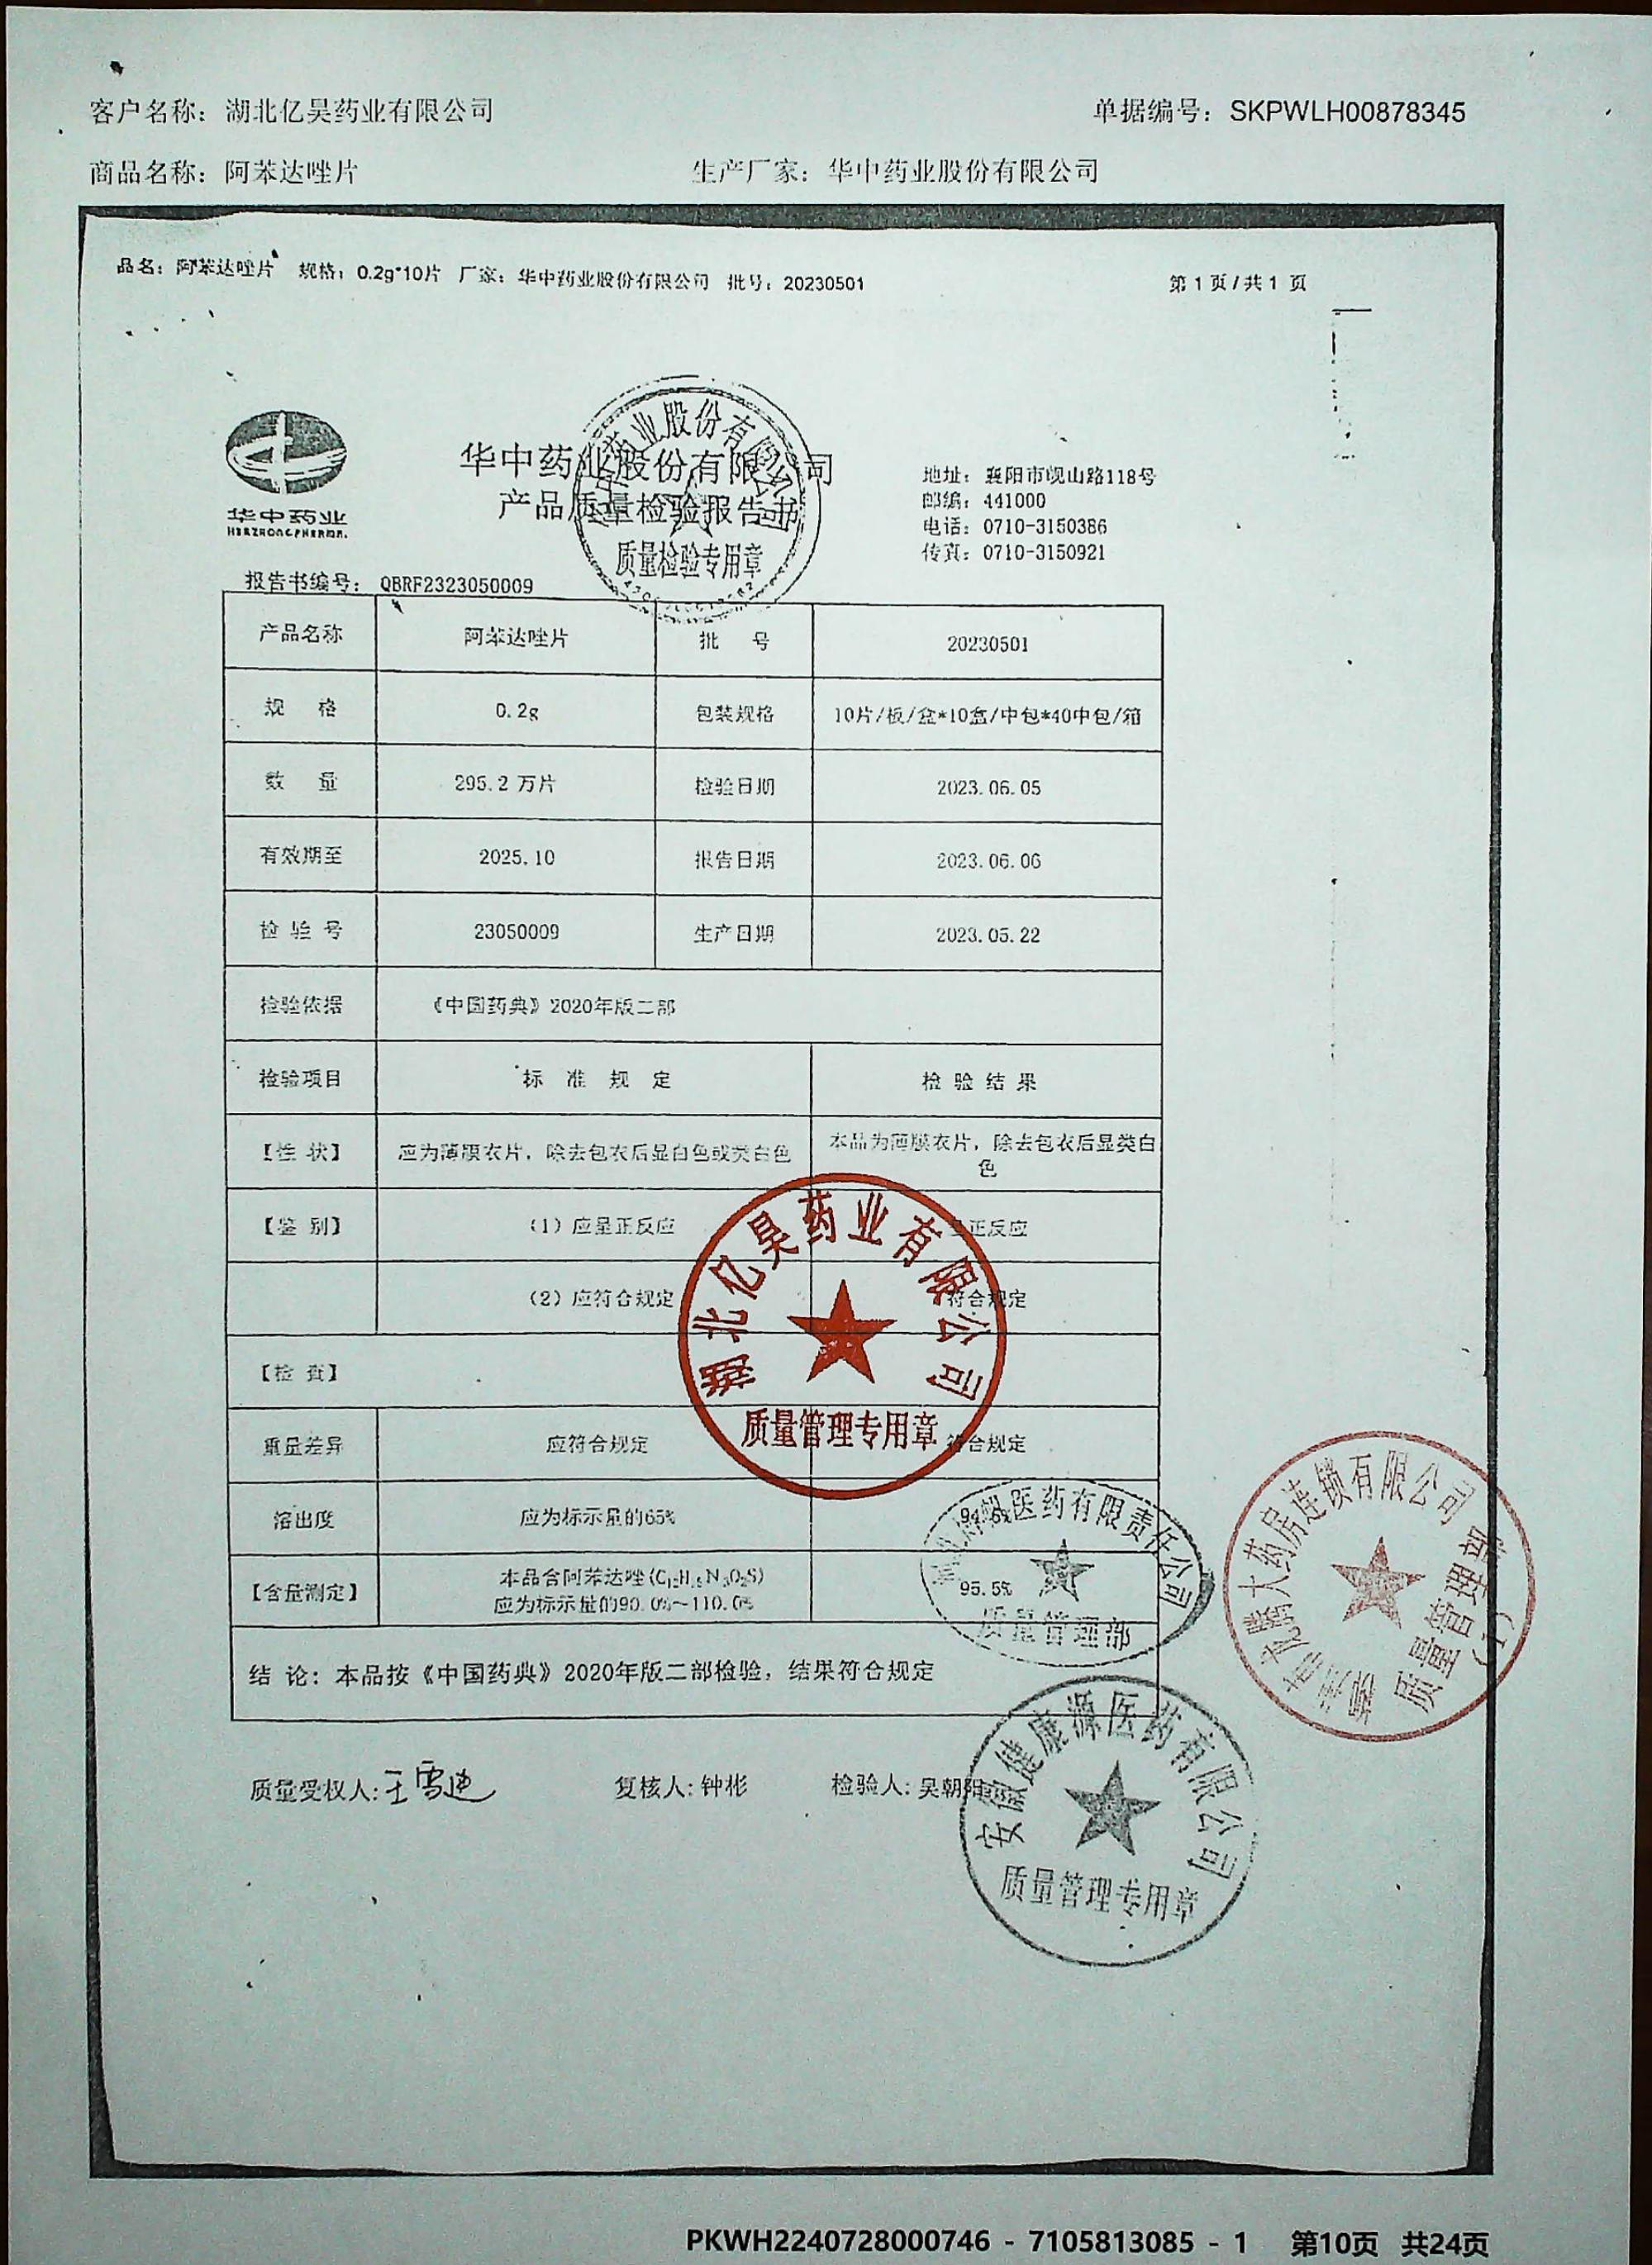 客户名称：湖北亿昊药业有限公司 单据编号：SKPWLH00878345
商品名称：阿苯达唑片 生产厂家：华中药业股份有限公司
品名：阿苯达唑片 规格：0.2g*10片 厂家：华中药业股份有限公司 批号：20230501 第1页/共1页
华中药业
华中药业股份有限公司
产品质量检验报告书
质量检验专用章
地址：襄阳市岘山路118号
邮编：441000
电话：0710-3150386
传真：0710-3150921
报告书编号：QBRF2323050009
产品名称 阿苯达唑片 批 号 20230501
规 格 0.2g 包装规格 10片/板/盒*10盒/中包*40中包/箱
数 量 295.2 万片 检验日期 2023.06.05
有效期至 2025.10 报告日期 2023.06.06
检 验 号 23050009 生产日期 2023.05.22
检验依据 《中国药典》2020年版二部
检验项目 标 准 规 定 检 验 结 果
【性 状】 应为薄膜衣片，除去包衣后显白色或类白色 本品为薄膜衣片，除去包衣后显类白
色
【鉴 别】 （1）应呈正反应 呈正反应
（2）应符合规定 符合规定
【检 查】
重量差异 应符合规定 符合规定
溶出度 应为标示量的65%
【含量测定】 本品含阿苯达唑(C₁₂H₁₅N₃O₂S) 95.5%
应为标示量的90.0%～110.0%
结 论：本品按《中国药典》2020年版二部检验，结果符合规定
湖北亿昊药业有限公司
质量管理专用章
医药有限责任公司
质量管理部
大药房连锁有限公司
质量管理部
(1)
质量受权人: 复核人: 钟彬 检验人: 吴朝阳
安徽健康源医药有限公司
质量管理专用章
PKWH2240728000746 - 7105813085 - 1 第10页 共24页